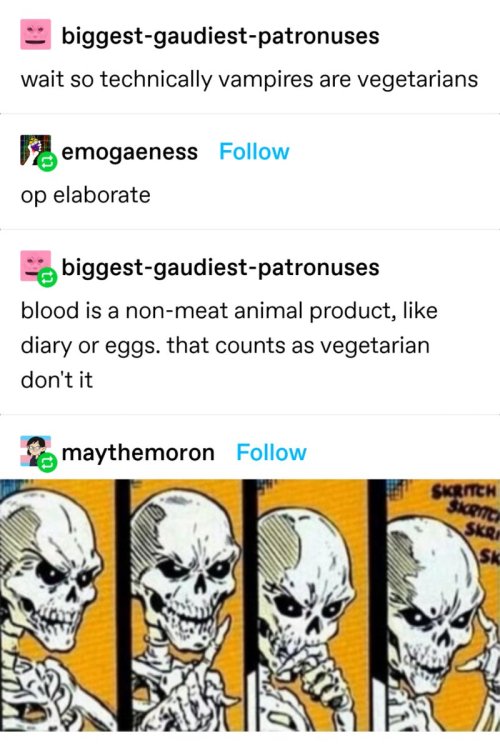 biggest-gaudiest-patronuses
wait so technically vampires are vegetarians
emogaeness Follow
op elaborate
biggest-gaudiest-patronuses
blood is a non-meat animal product, like
diary or eggs. that counts as vegetarian
don't it
maythemoron Follow
SKRITCH